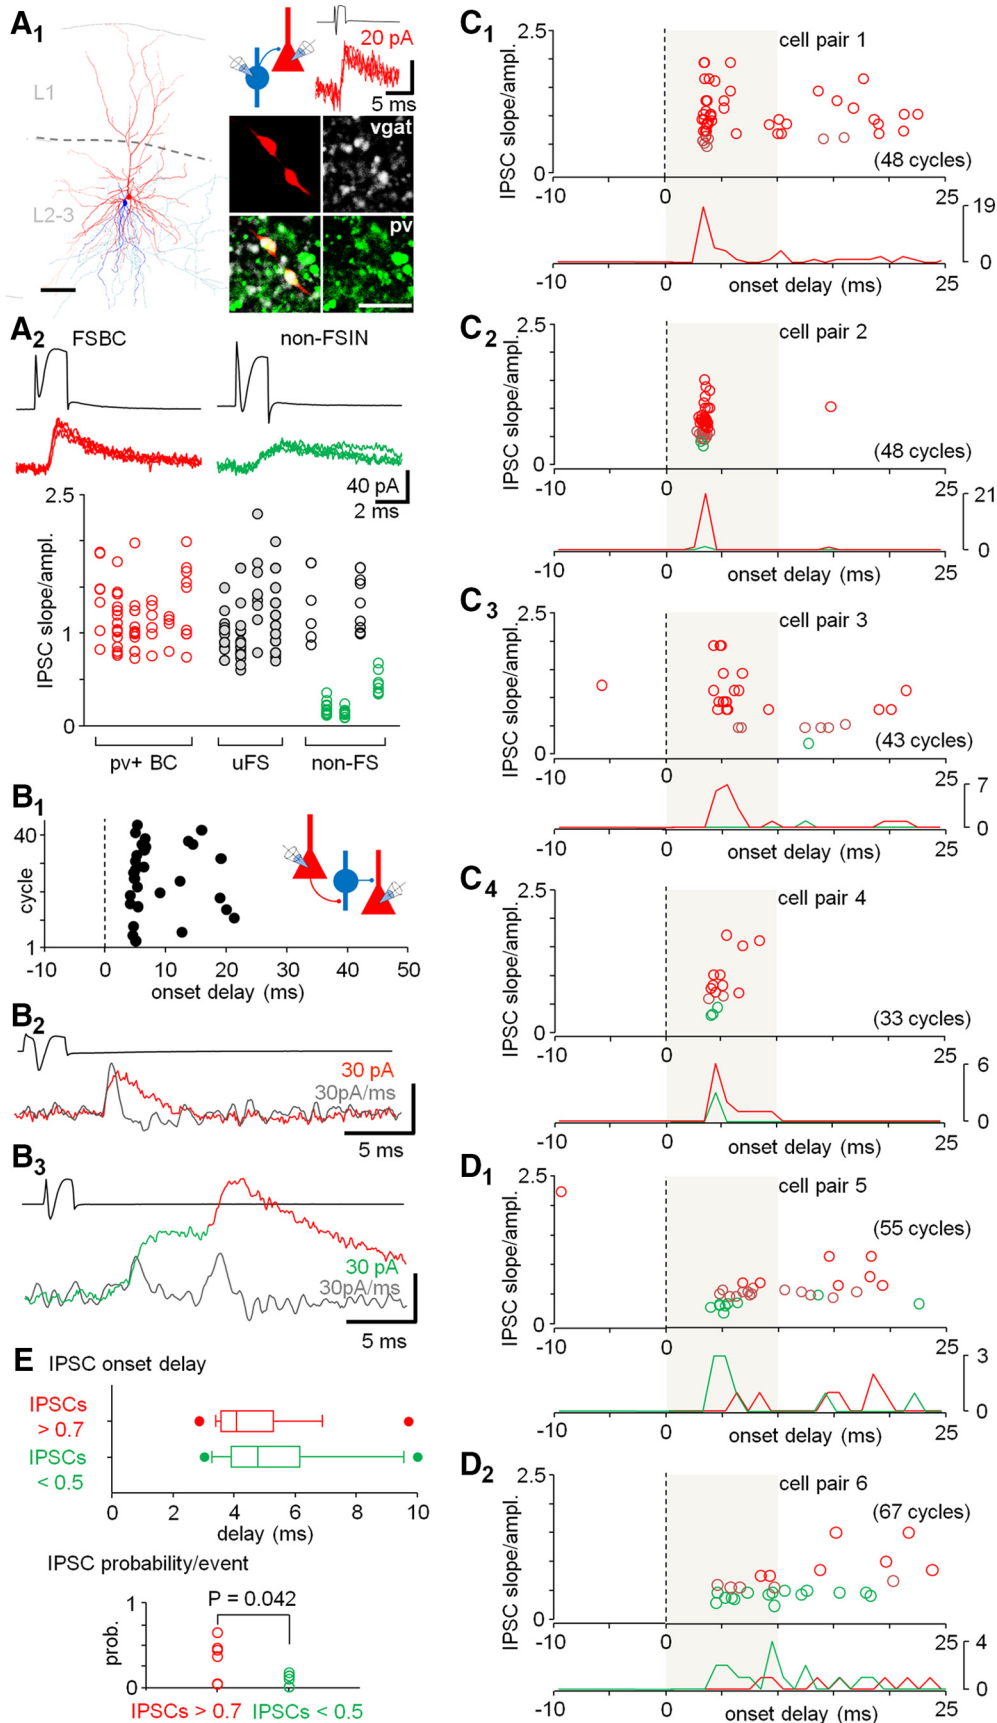 A1
L1
L2-3
20 pA
5 ms
vgat
pv
A2
FSBC
non-FSIN
40 pA
2 ms
2.5
1
0
IPSC slope/ampl.
pv+ BC
uFS
non-FS
B1
40
cycle
1
-10
0
10
20
30
40
50
onset delay (ms)
B2
30 pA
30pA/ms
5 ms
B3
30 pA
30pA/ms
5 ms
E
IPSC onset delay
IPSCs
> 0.7
IPSCs
< 0.5
0
2
4
6
8
10
delay (ms)
IPSC probability/event
P = 0.042
1
prob.
0
IPSCs > 0.7
IPSCs < 0.5
C1
2.5
cell pair 1
IPSC slope/ampl.
(48 cycles)
0
-10
0
25
19
0
onset delay (ms)
C2
2.5
cell pair 2
IPSC slope/ampl.
(48 cycles)
0
-10
0
25
21
0
-10
0
onset delay (ms)
25
C3
2.5
cell pair 3
IPSC slope/ampl.
(43 cycles)
0
-10
0
25
7
0
-10
0
onset delay (ms)
25
C4
2.5
cell pair 4
IPSC slope/ampl.
(33 cycles)
0
-10
0
25
6
0
-10
0
onset delay (ms)
25
D1
2.5
cell pair 5
(55 cycles)
IPSC slope/ampl.
0
-10
0
25
3
0
-10
0
onset delay (ms)
25
D2
2.5
cell pair 6
(67 cycles)
IPSC slope/ampl.
0
-10
0
25
4
0
-10
0
onset delay (ms)
25